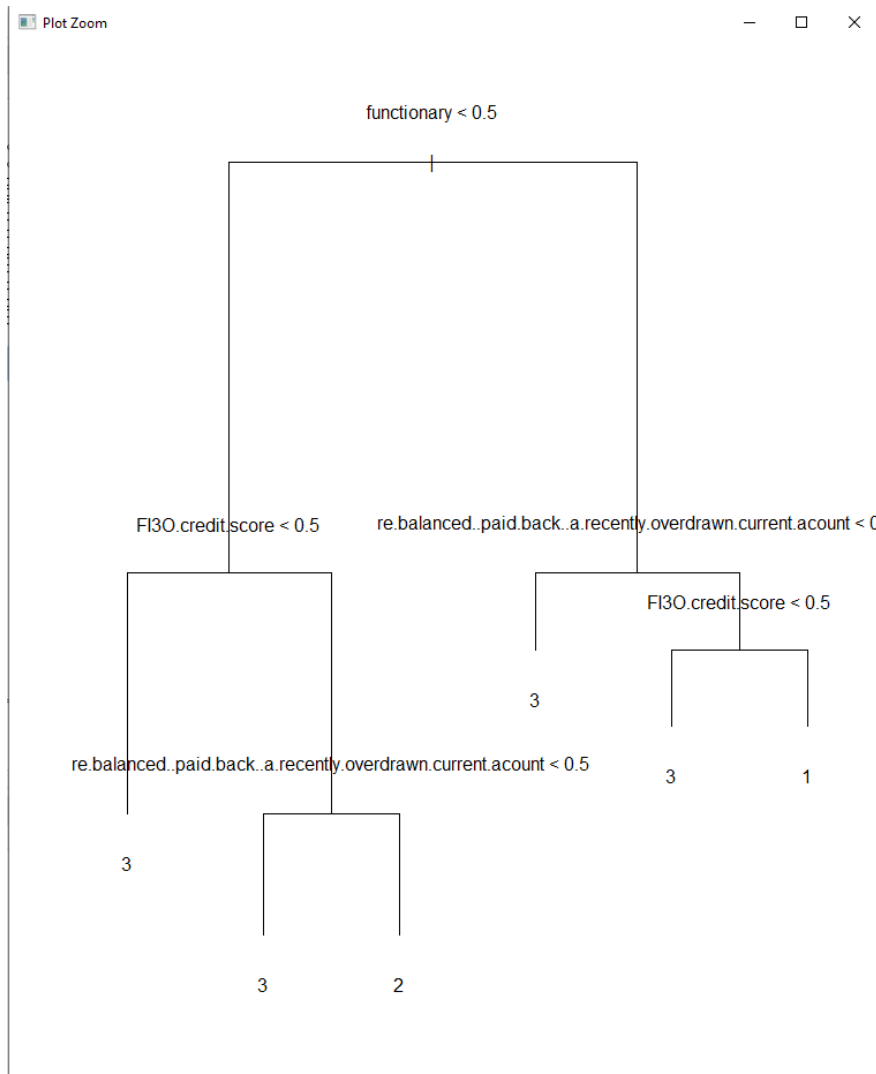 Plot Zoom
functionary < 0.5
FI3O.credit.score < 0.5
re.balanced..paid.back..a.recently.overdrawn.current.acount < 0
FI3O.credit.score < 0.5
3
re.balanced..paid.back..a.recently.overdrawn.current.acount < 0.5
3
1
3
3
2